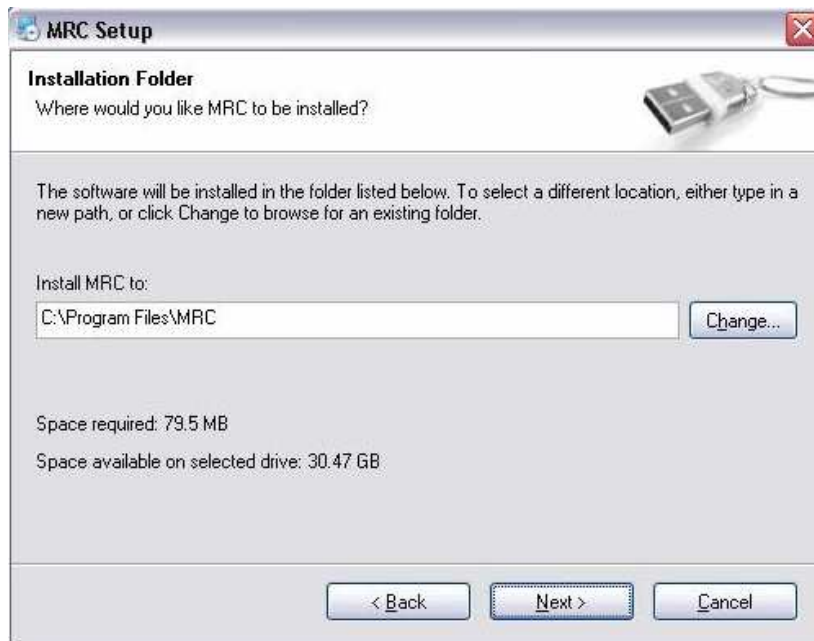 MRC Setup
Installation Folder
Where would you like MRC to be installed?
The software will be installed in the folder listed below. To select a different location, either type in a
new path, or click Change to browse for an existing folder.
Install MRC to:
C:\Program Files\MRC
Change...
Space required: 79.5 MB
Space available on selected drive: 30.47 GB
< Back
Next >
Cancel